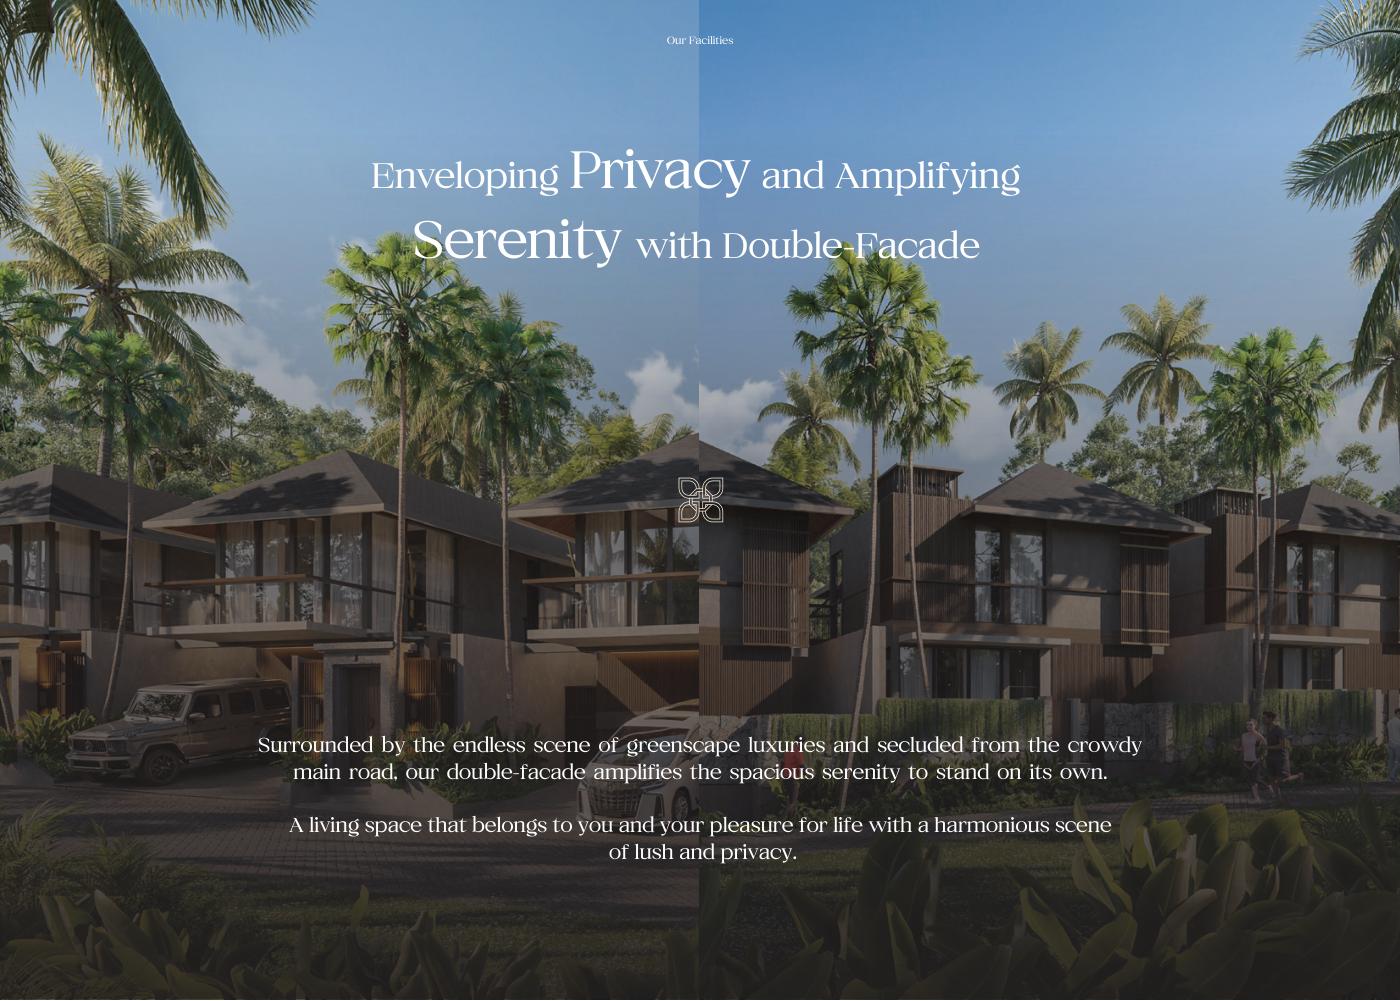 Our Facilities
Enveloping Privacy and Amplifying
Serenity with Double-Facade
Surrounded by the endless scene of greenscape luxuries and secluded from the crowdy
main road, our double-facade amplifies the spacious serenity to stand on its own.
A living space that belongs to you and your pleasure for life with a harmonious scene
of lush and privacy.